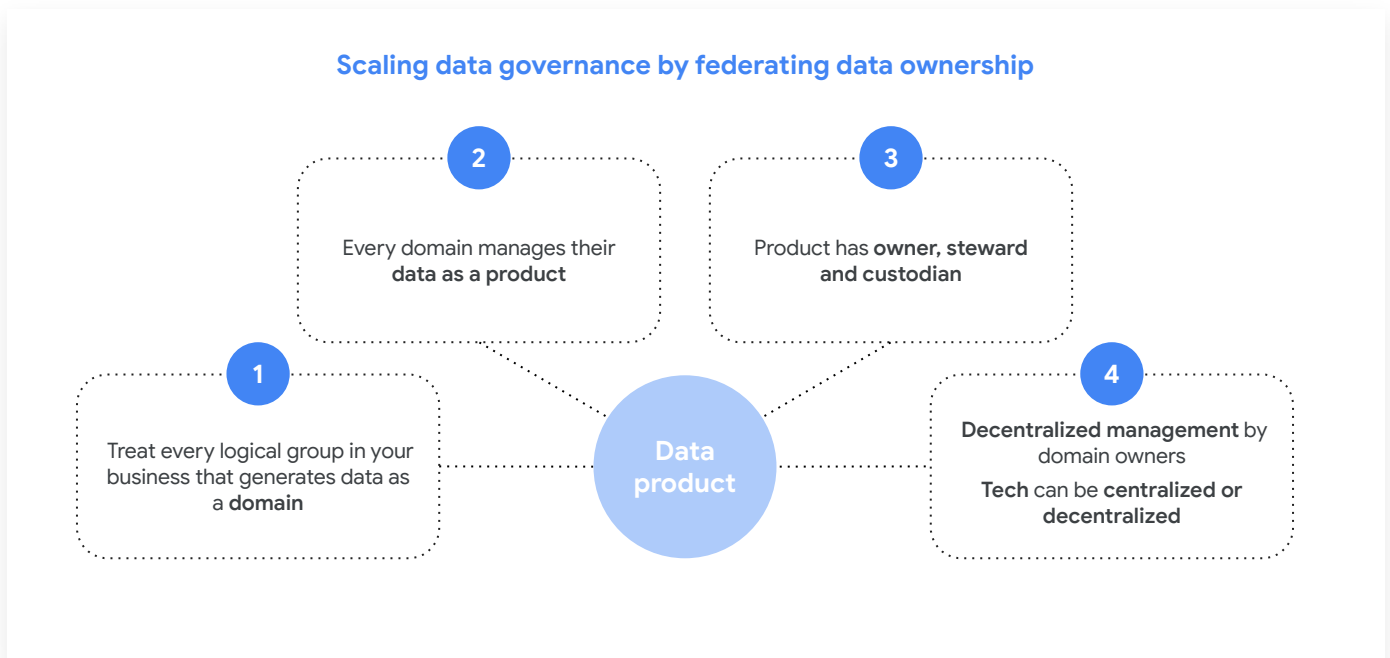 Scaling data governance by federating data ownership
1
Treat every logical group in your
business that generates data as
a domain
2
Every domain manages their
data as a product
3
Product has owner, steward
and custodian
4
Decentralized management by
domain owners
Tech can be centralized or
decentralized
Data
product